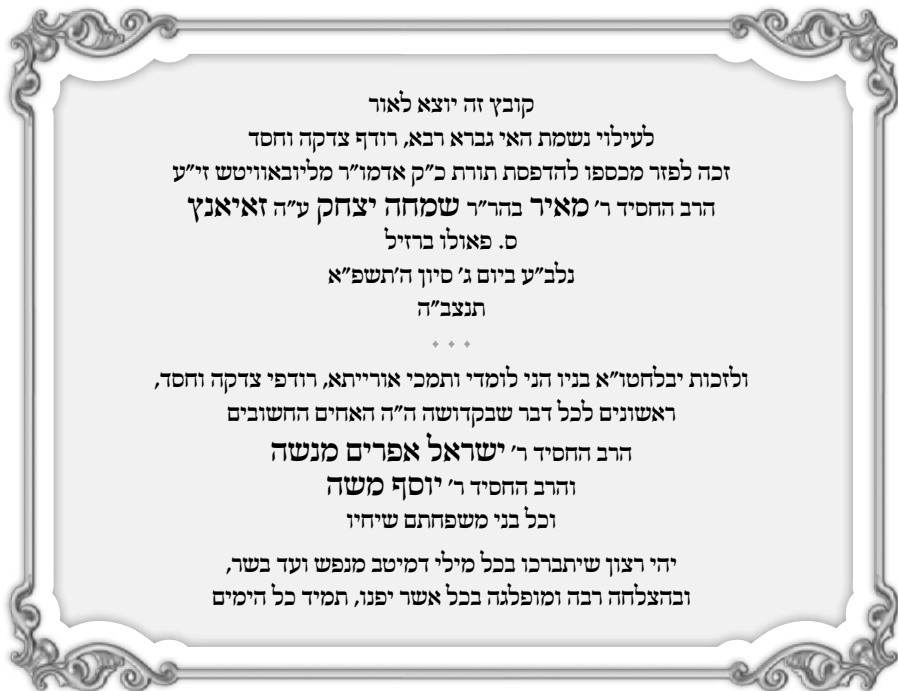 קובץ זה יוצא לאור
לעילוי נשמת האי גברא רבא, רודף צדקה וחסד
זכה לפזר מכספו להדפסת תורת כ"ק אדמו"ר מליובאוויטש זי"ע
הרב החסיד ר' מאיר בהר"ר שמחה יצחק ע"ה זאיאנץ
ס. פאולו ברזיל
נלב"ע ביום ג' סיון ה'תשפ"א
תנצב"ה
ולזכות יבלחטו"א בניו הני לומדי ותמכי אורייתא, רודפי צדקה וחסד,
ראשונים לכל דבר שבקדושה ה"ה האחים החשובים
הרב החסיד ר' ישראל אפרים מנשה
והרב החסיד ר' יוסף משה
וכל בני משפחתם שיחיו
יהי רצון שיתברכו בכל מילי דמיטב מנפש ועד בשר,
ובהצלחה רבה ומופלגה בכל אשר יפנו, תמיד כל הימים